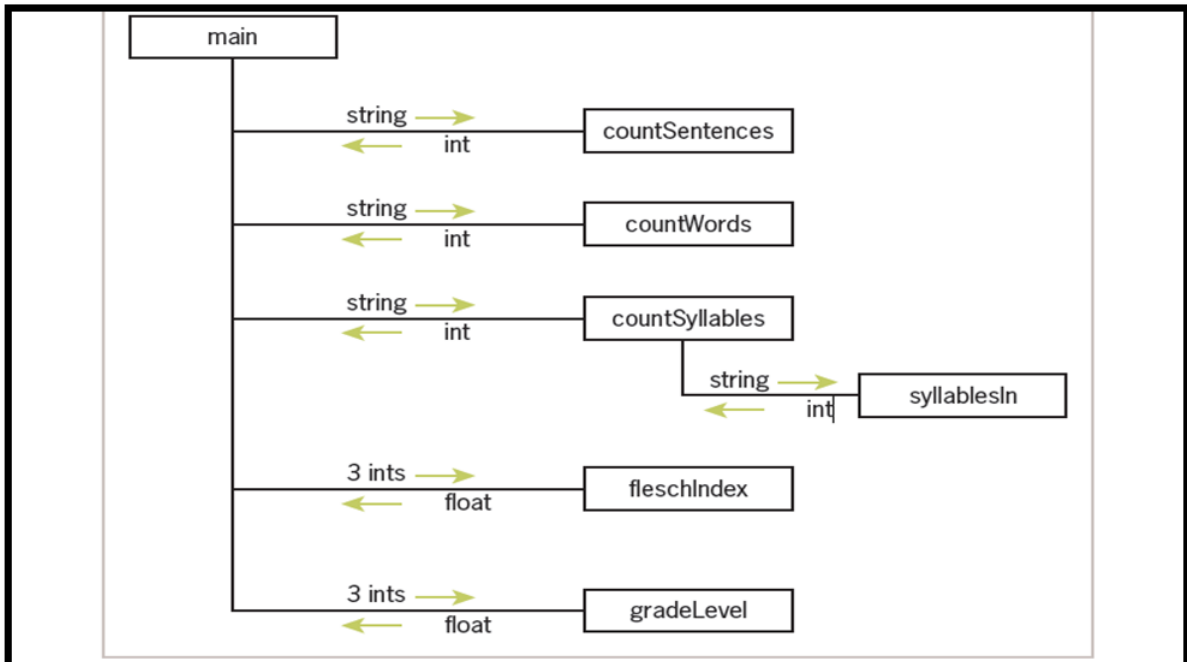 main
string
countSentences
int
string
countWords
int
string
countSyllables
int
string
syllablesIn
int
3 ints
fleschIndex
float
3 ints
gradeLevel
float